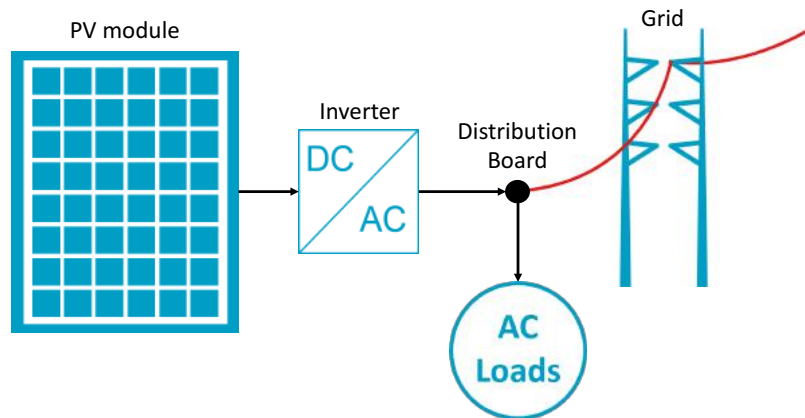 Grid
PV module
Inverter
Distribution
Board
DC
AC
AC
Loads